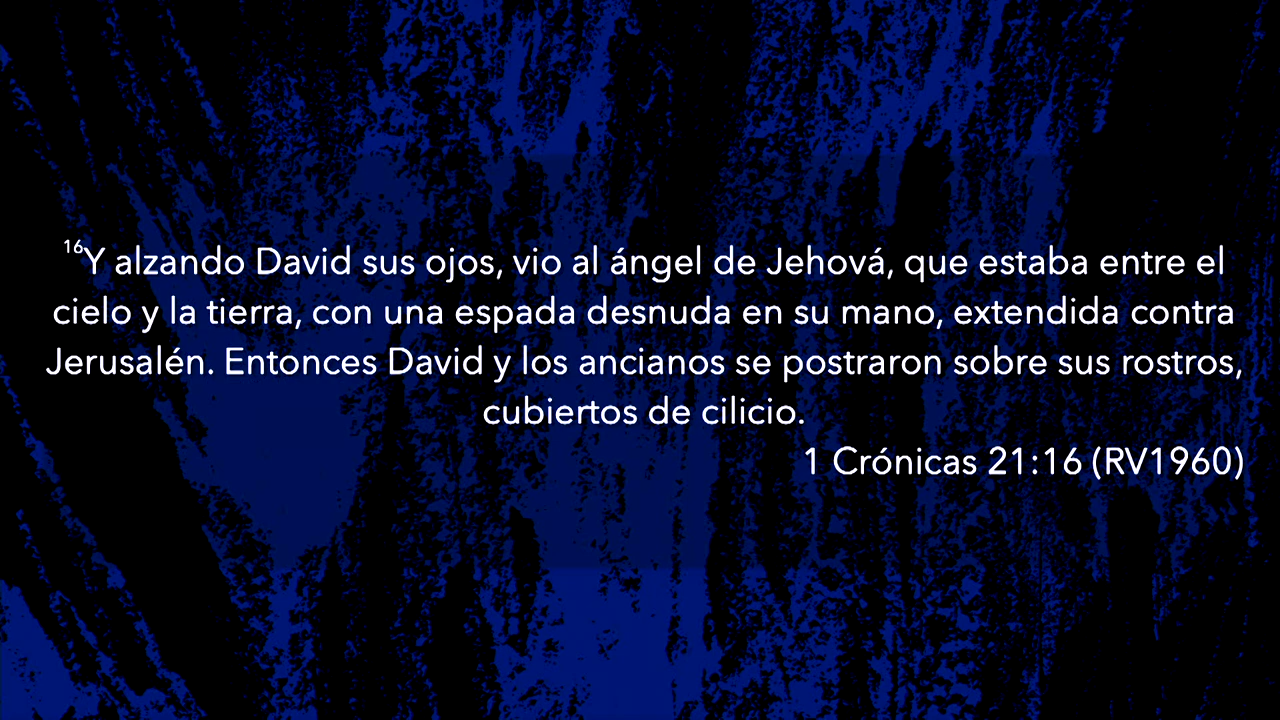 ¹⁶Y alzando David sus ojos, vio al ángel de Jehová, que estaba entre el
cielo y la tierra, con una espada desnuda en su mano, extendida contra
Jerusalén. Entonces David y los ancianos se postraron sobre sus rostros,
cubiertos de cilicio.
1 Crónicas 21:16 (RV1960)